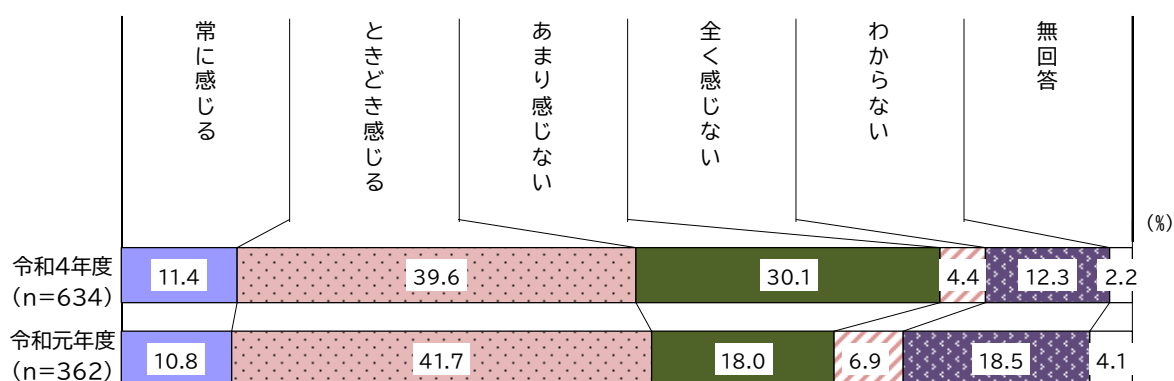 常に感じる
ときどき感じる
あまり感じない
全く感じない
わからない
無回答
(%)
令和4年度
(n=634)
11.4
39.6
30.1
4.4
12.3
2.2
令和元年度
(n=362)
10.8
41.7
18.0
6.9
18.5
4.1